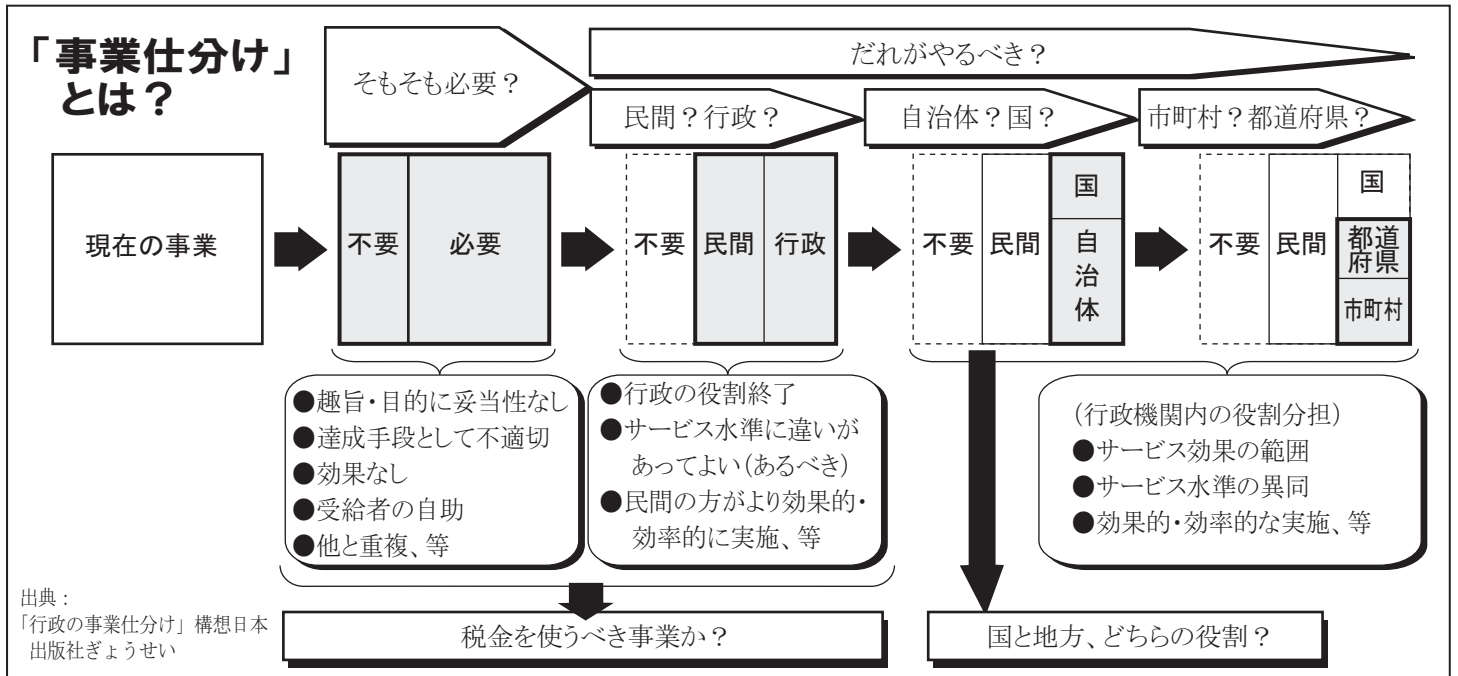 「事業仕分け」
とは？
そもそも必要？
だれがやるべき？
民間？行政？
自治体？国？
市町村？都道府県？
現在の事業
不要
必要
不要
民間
行政
不要
民間
国
自治体
不要
民間
国
都道
府県
市町村
●趣旨・目的に妥当性なし
●達成手段として不適切
●効果なし
●受給者の自助
●他と重複、等
●行政の役割終了
●サービス水準に違いが
あってよい（あるべき）
●民間の方がより効果的・
効率的に実施、等
（行政機関内の役割分担）
●サービス効果の範囲
●サービス水準の異同
●効果的・効率的な実施、等
税金を使うべき事業か？
国と地方、どちらの役割？
出典：
「行政の事業仕分け」構想日本
出版社ぎょうせい